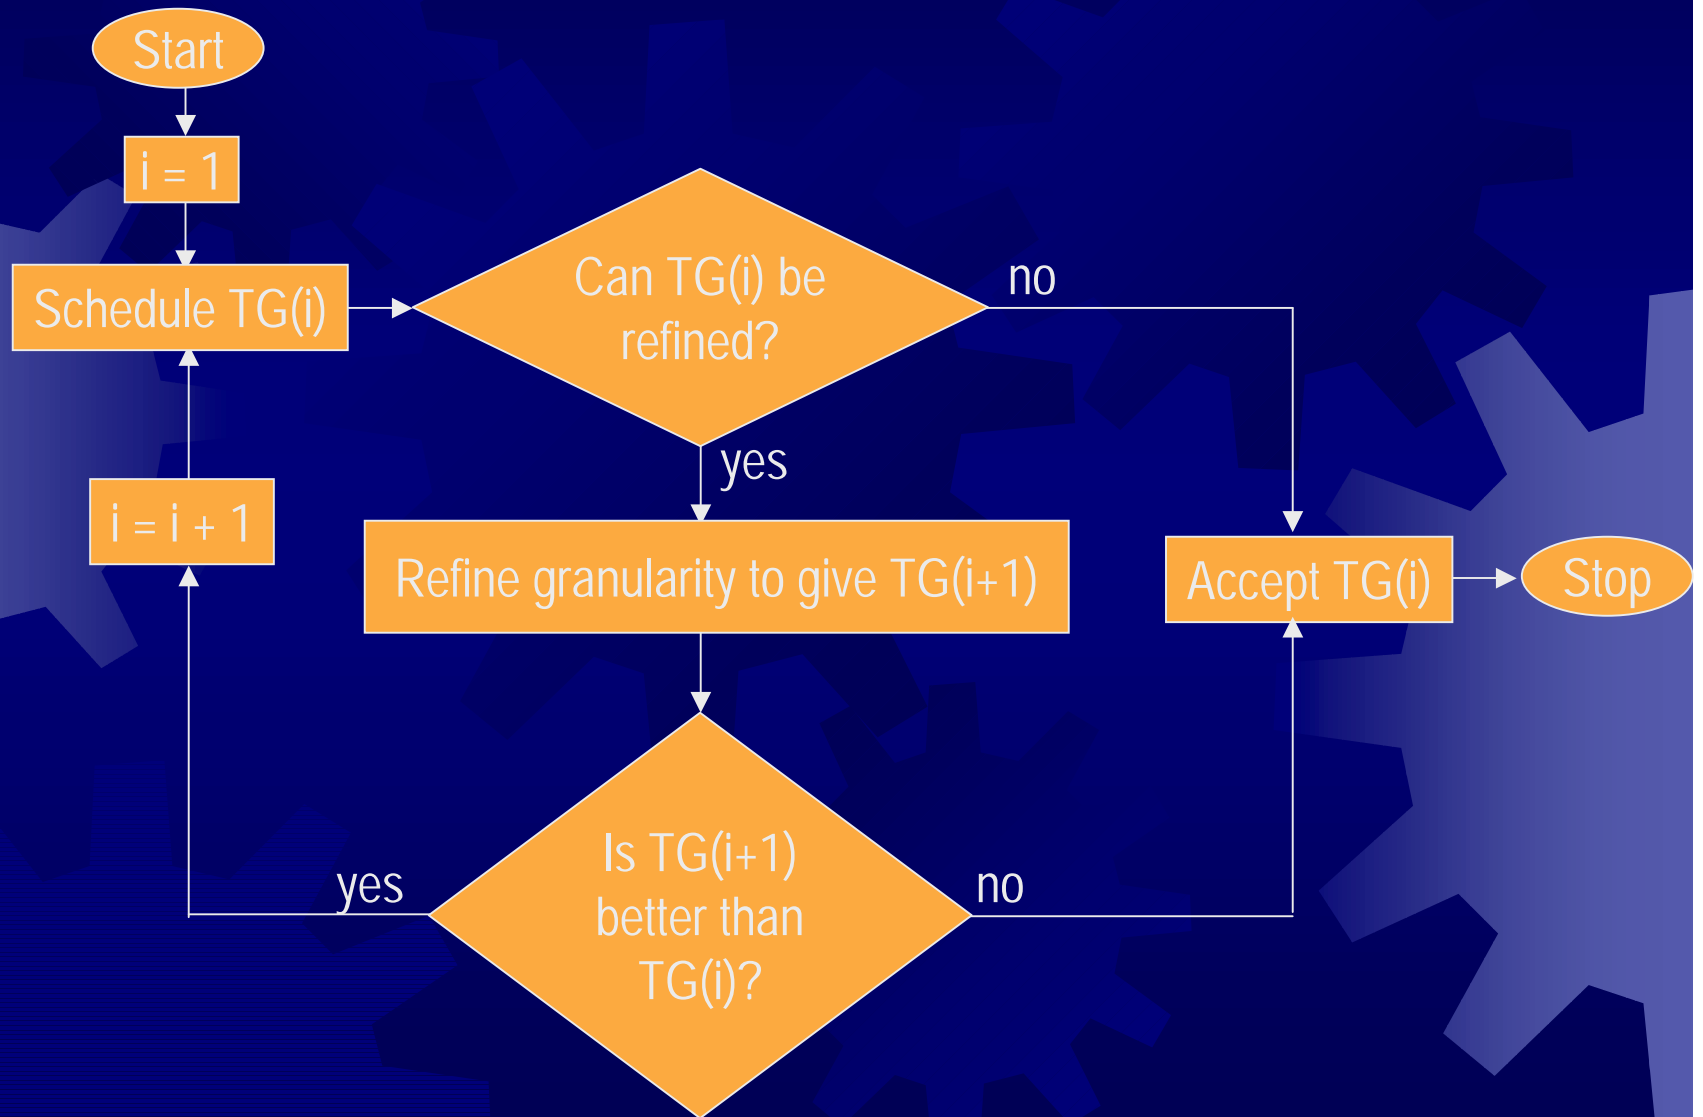 Start
i = 1
Schedule TG(i)
Can TG(i) be
refined?
no
yes
i = i + 1
Refine granularity to give TG(i+1)
Accept TG(i)
Stop
Is TG(i+1)
better than
TG(i)?
yes
no